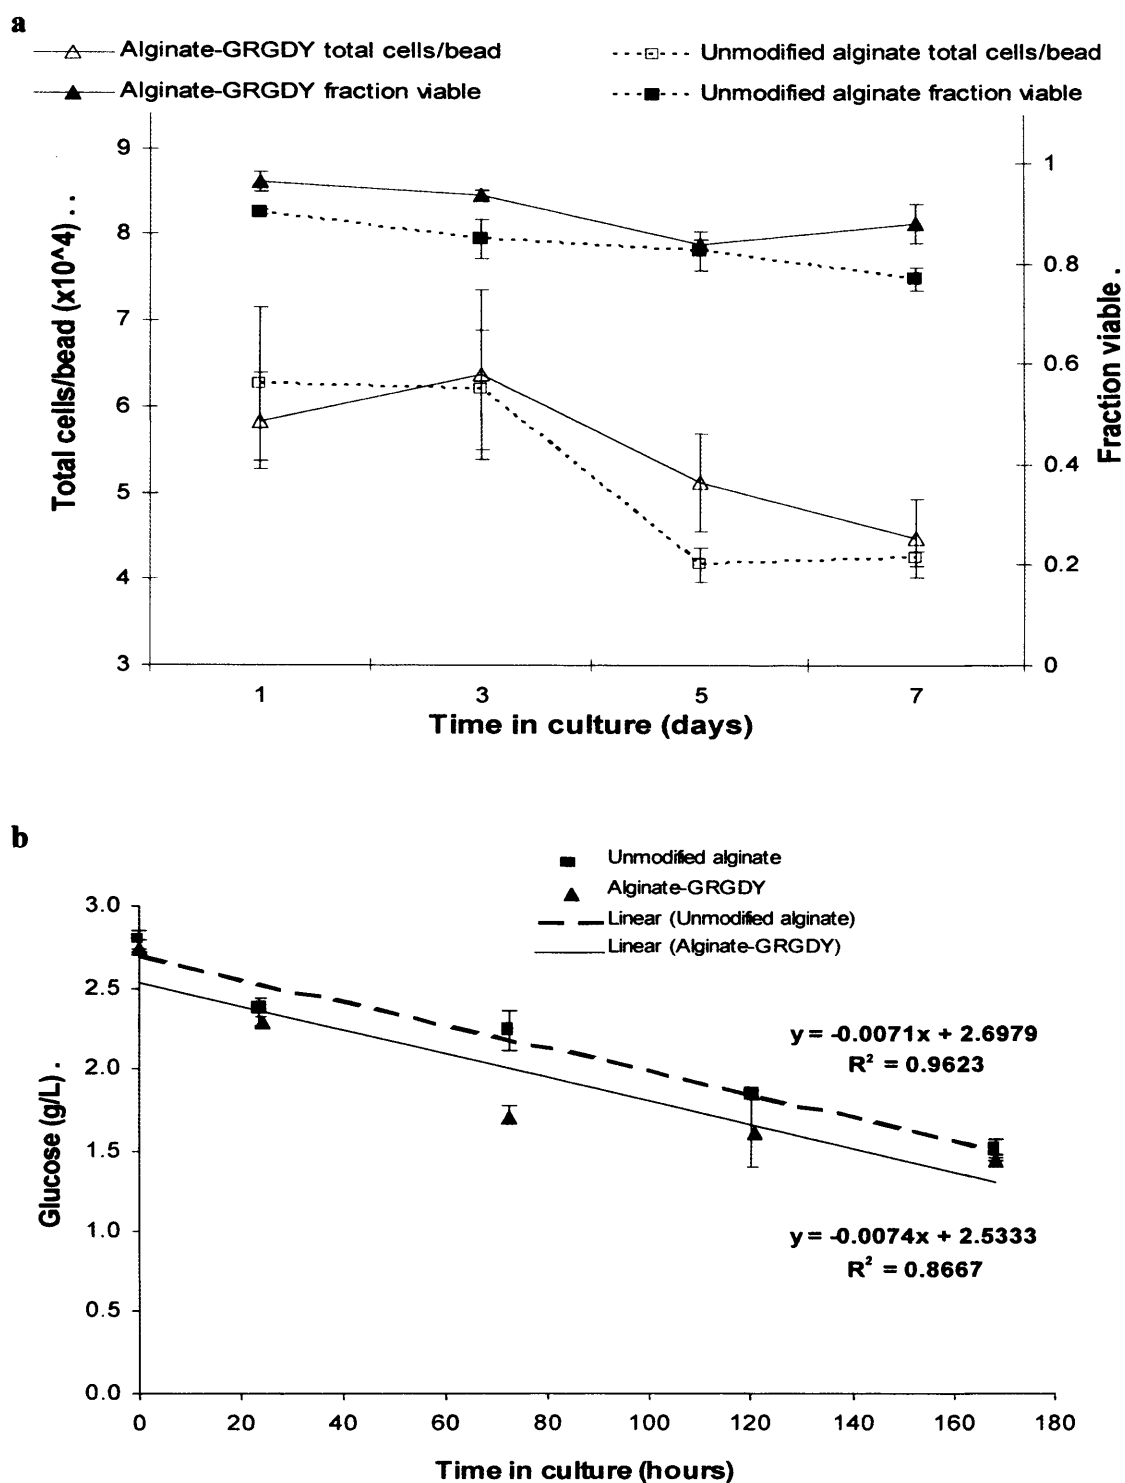 a
Alginate-GRGDY total cells/bead
Unmodified alginate total cells/bead
Alginate-GRGDY fraction viable
Unmodified alginate fraction viable
Total cells/bead (x10^4) . .
9
8
7
6
5
4
3
1
0.8
0.6
0.4
0.2
0
Fraction viable .
1 3 5 7
Time in culture (days)
b
Unmodified alginate
Alginate-GRGDY
Linear (Unmodified alginate)
Linear (Alginate-GRGDY)
Glucose (g/L) .
3.0
2.5
2.0
1.5
1.0
0.5
0.0
y = -0.0071x + 2.6979
R² = 0.9623
y = -0.0074x + 2.5333
R² = 0.8667
0 20 40 60 80 100 120 140 160 180
Time in culture (hours)